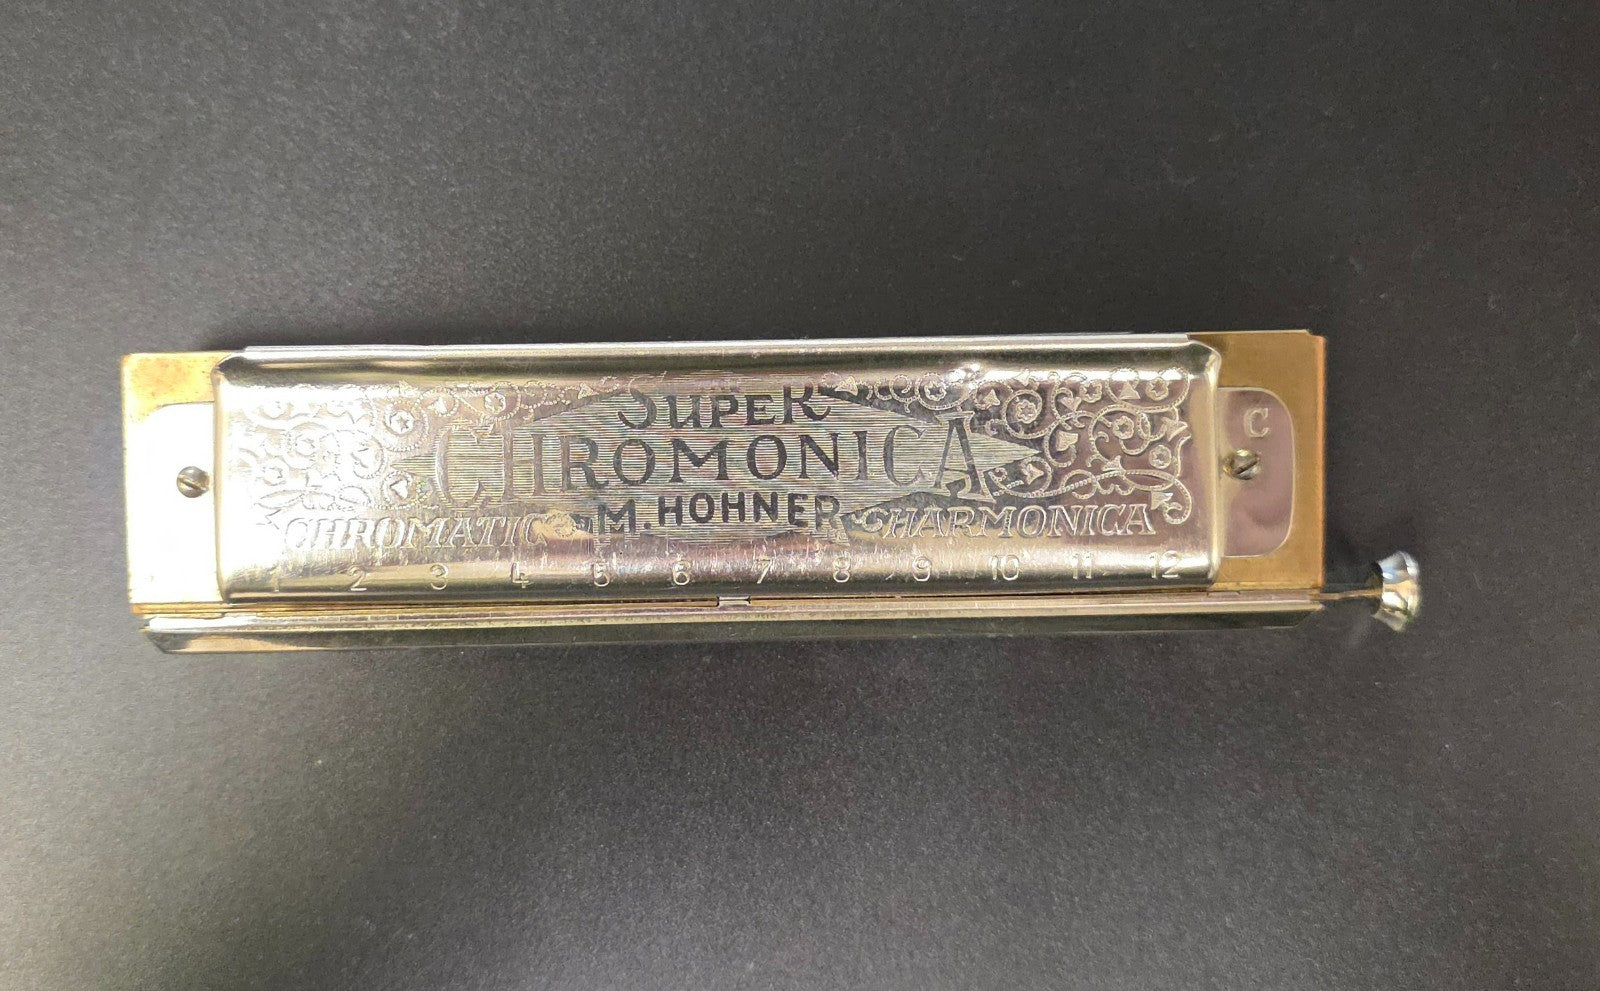 SUPER
CHROMONICA C
M. HOHNER
CHROMATIC HARMONICA
1 2 3 4 5 6 7 8 9 10 11 12